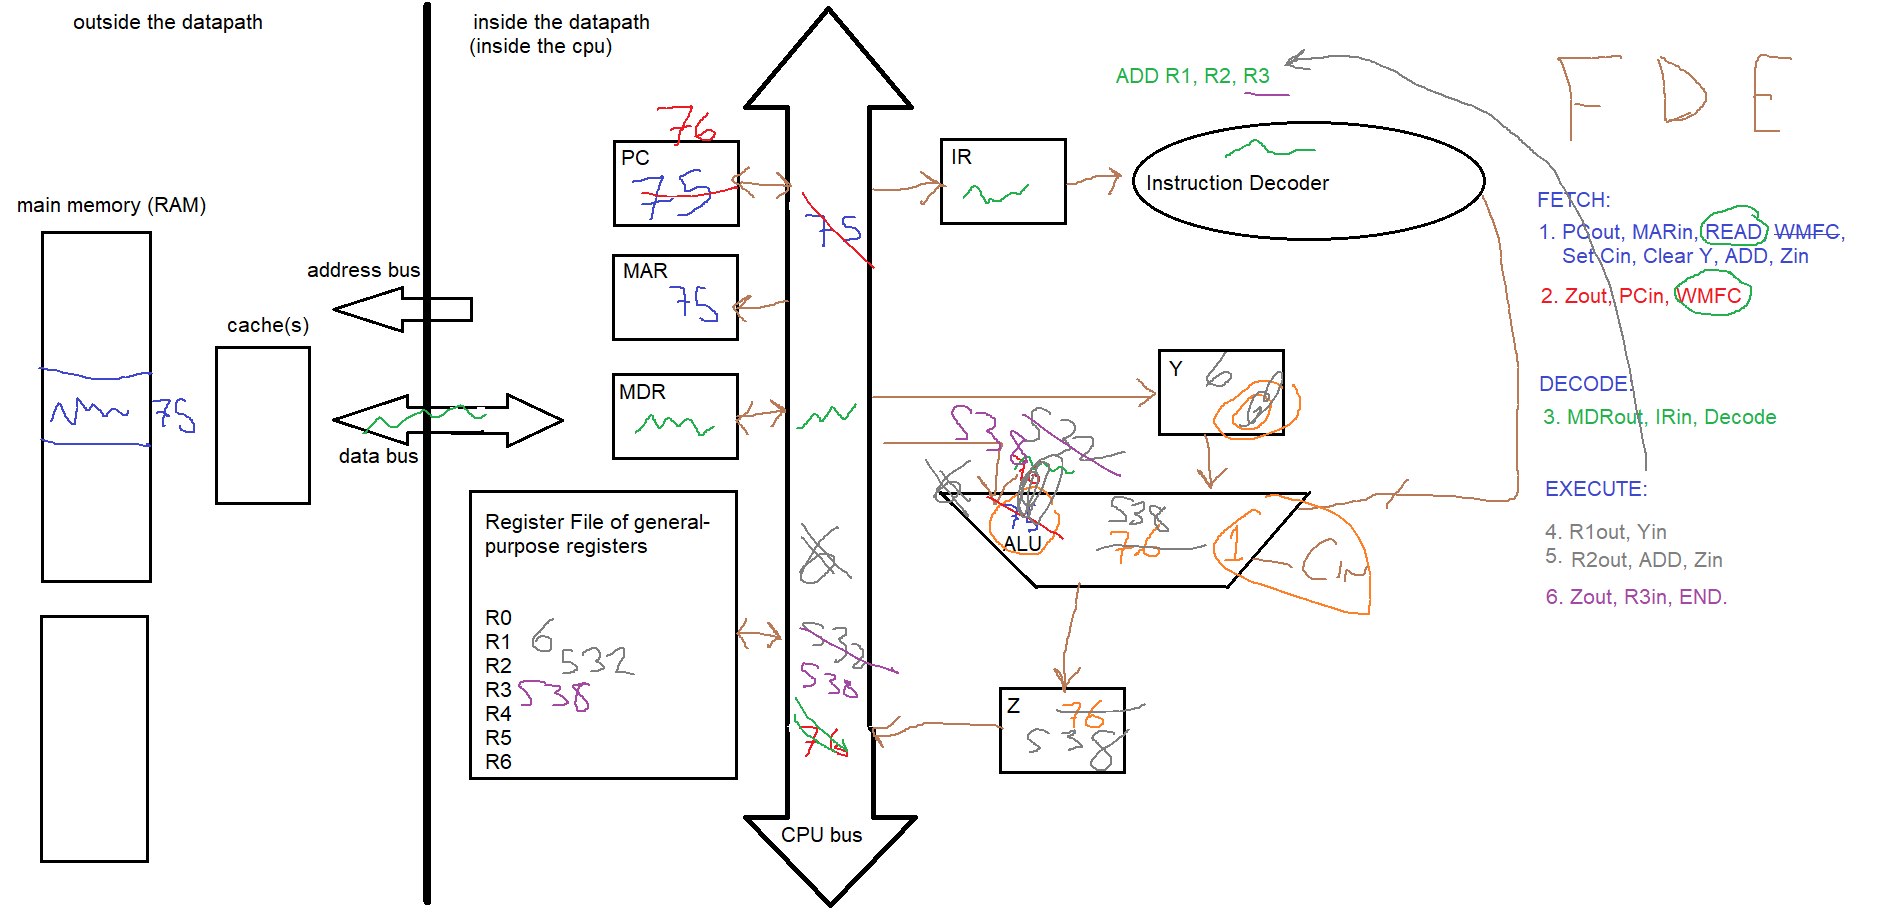 outside the datapath
inside the datapath
(inside the cpu)
ADD R1, R2, R3
F D E
76
PC
75
75
IR
Instruction Decoder
main memory (RAM)
FETCH:
1. PCout, MARin, READ, WMFC,
Set Cin, Clear Y, ADD, Zin
2. Zout, PCin, WMFC
address bus
MAR
75
cache(s)
75
data bus
MDR
Y
6
DECODE:
3. MDRout, IRin, Decode
538
532
75
ALU
538
76
1
Cin
EXECUTE:
4. R1out, Yin
5. R2out, ADD, Zin
6. Zout, R3in, END.
Register File of general-
purpose registers
R0
R1 6
R2 532
R3 538
R4
R5
R6
538
76
Z
76
538
CPU bus